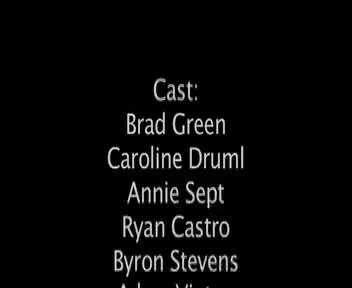 Cast:
Brad Green
Caroline Druml
Annie Sept
Ryan Castro
Byron Stevens